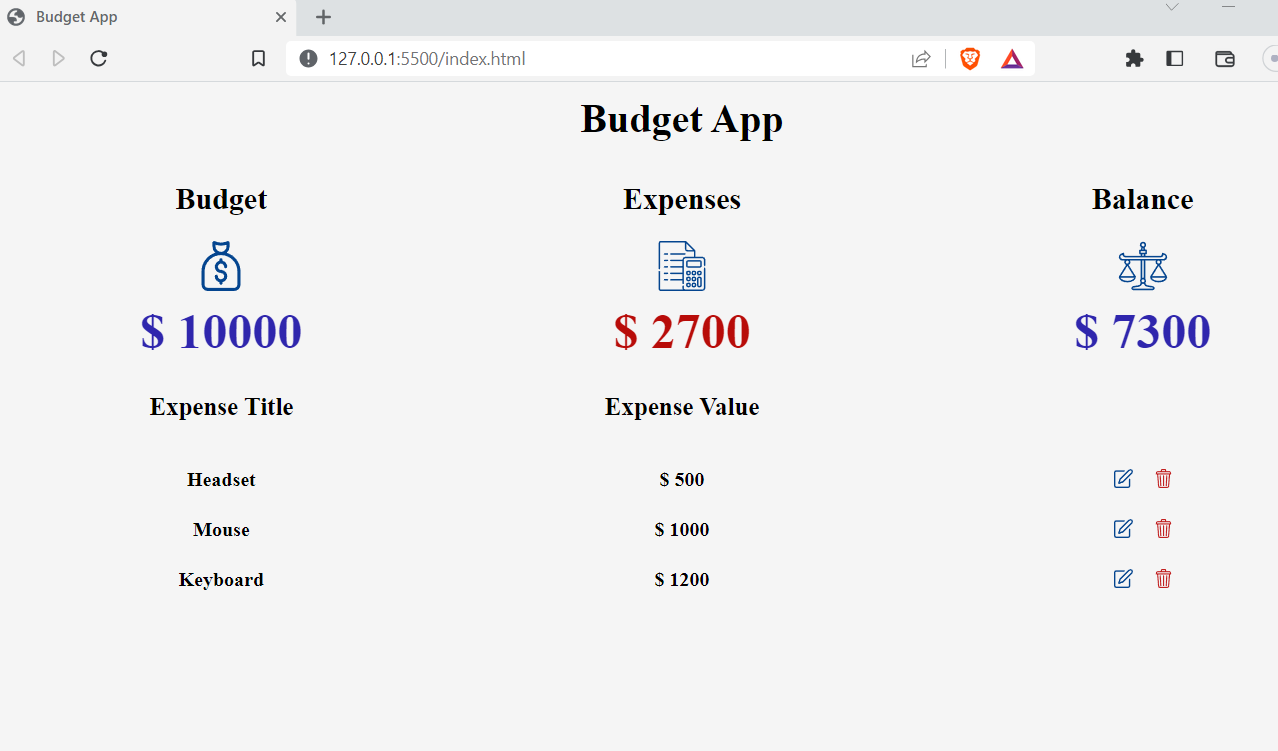 Budget App
127.0.0.1:5500/index.html
Budget App
Budget Expenses Balance
$
$ 10000 $ 2700 $ 7300
Expense Title Expense Value
Headset $ 500
Mouse $ 1000
Keyboard $ 1200